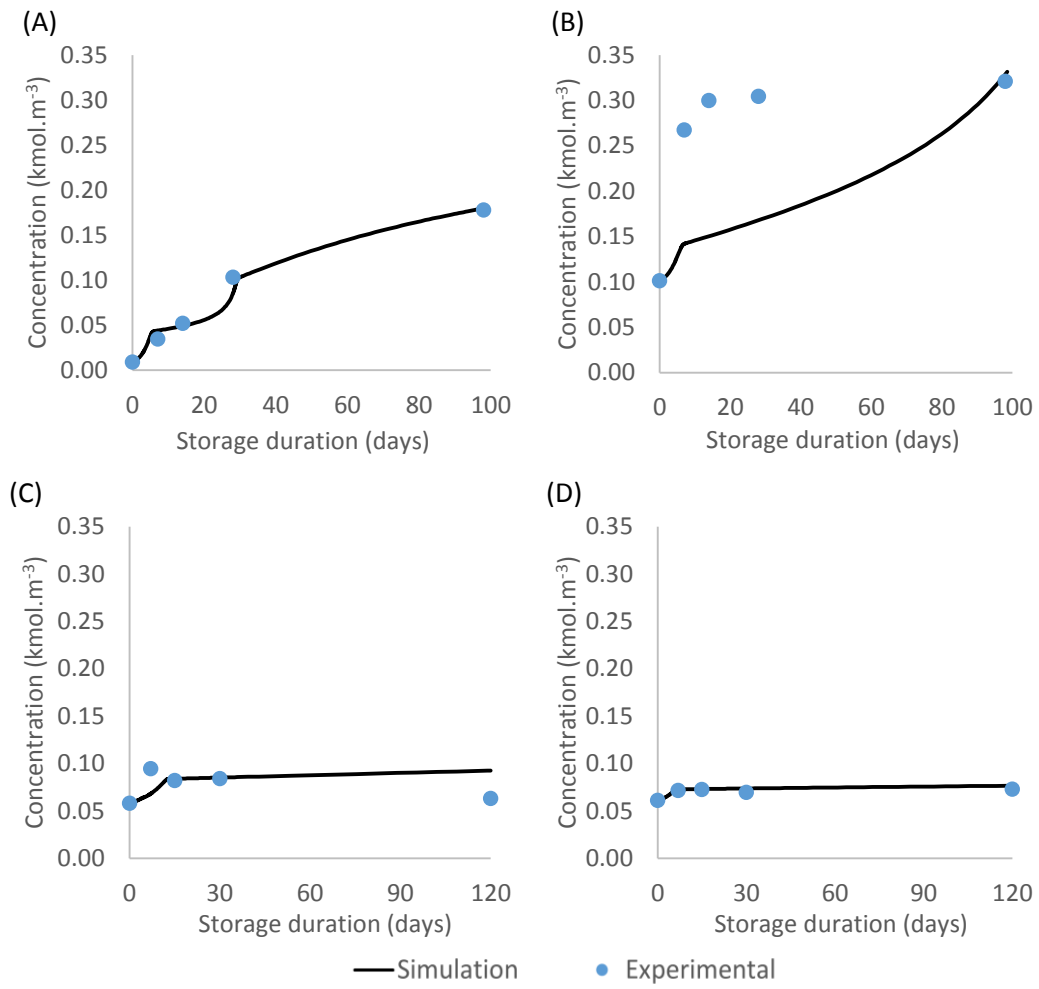 (A)
Concentration (kmol.m-3)
0.35
0.30
0.25
0.20
0.15
0.10
0.05
0.00
0 20 40 60 80 100
Storage duration (days)
(B)
Concentration (kmol.m-3)
0.35
0.30
0.25
0.20
0.15
0.10
0.05
0.00
0 20 40 60 80 100
Storage duration (days)
(C)
Concentration (kmol.m-3)
0.35
0.30
0.25
0.20
0.15
0.10
0.05
0.00
0 30 60 90 120
Storage duration (days)
(D)
Concentration (kmol.m-3)
0.35
0.30
0.25
0.20
0.15
0.10
0.05
0.00
0 30 60 90 120
Storage duration (days)
Simulation Experimental